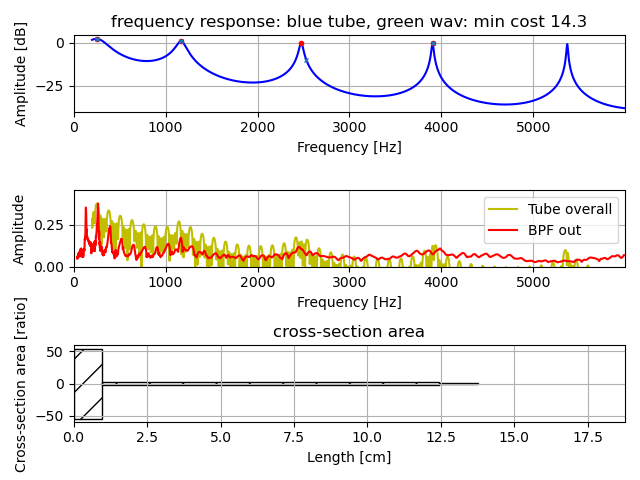 frequency response: blue tube, green wav: min cost 14.3
Amplitude [dB]
0
−25
0 1000 2000 3000 4000 5000
Frequency [Hz]
Amplitude
0.25
0.00
Tube overall
BPF out
0 1000 2000 3000 4000 5000
Frequency [Hz]
cross-section area
Cross-section area [ratio]
50
0
−50
0.0 2.5 5.0 7.5 10.0 12.5 15.0 17.5
Length [cm]